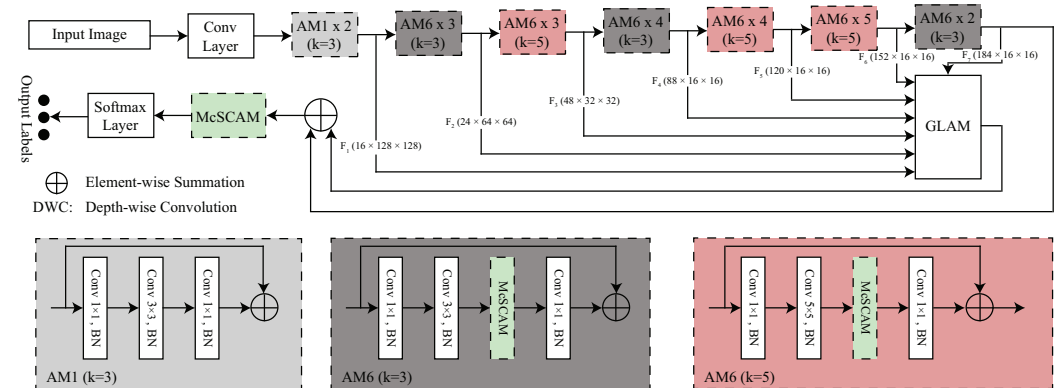 Input Image
Conv
Layer
AM1 x 2
(k=3)
AM6 x 3
(k=3)
AM6 x 3
(k=5)
AM6 x 4
(k=3)
AM6 x 4
(k=5)
AM6 x 5
(k=5)
AM6 x 2
(k=3)
F₁ (16 × 128 × 128)
F₂ (24 × 64 × 64)
F₃ (48 × 32 × 32)
F₄ (88 × 16 × 16)
F₅ (120 × 16 × 16)
F₆ (152 × 16 × 16)
F₇ (184 × 16 × 16)
GLAM
McSCAM
Softmax
Layer
Output Labels
Element-wise Summation
DWC: Depth-wise Convolution
Conv 1×1 , BN
Conv 3×3 , BN
Conv 1×1 , BN
AM1 (k=3)
Conv 1×1 , BN
Conv 3×3 , BN
McSCAM
Conv 1×1 , BN
AM6 (k=3)
Conv 1×1 , BN
Conv 5×5 , BN
McSCAM
Conv 1×1 , BN
AM6 (k=5)